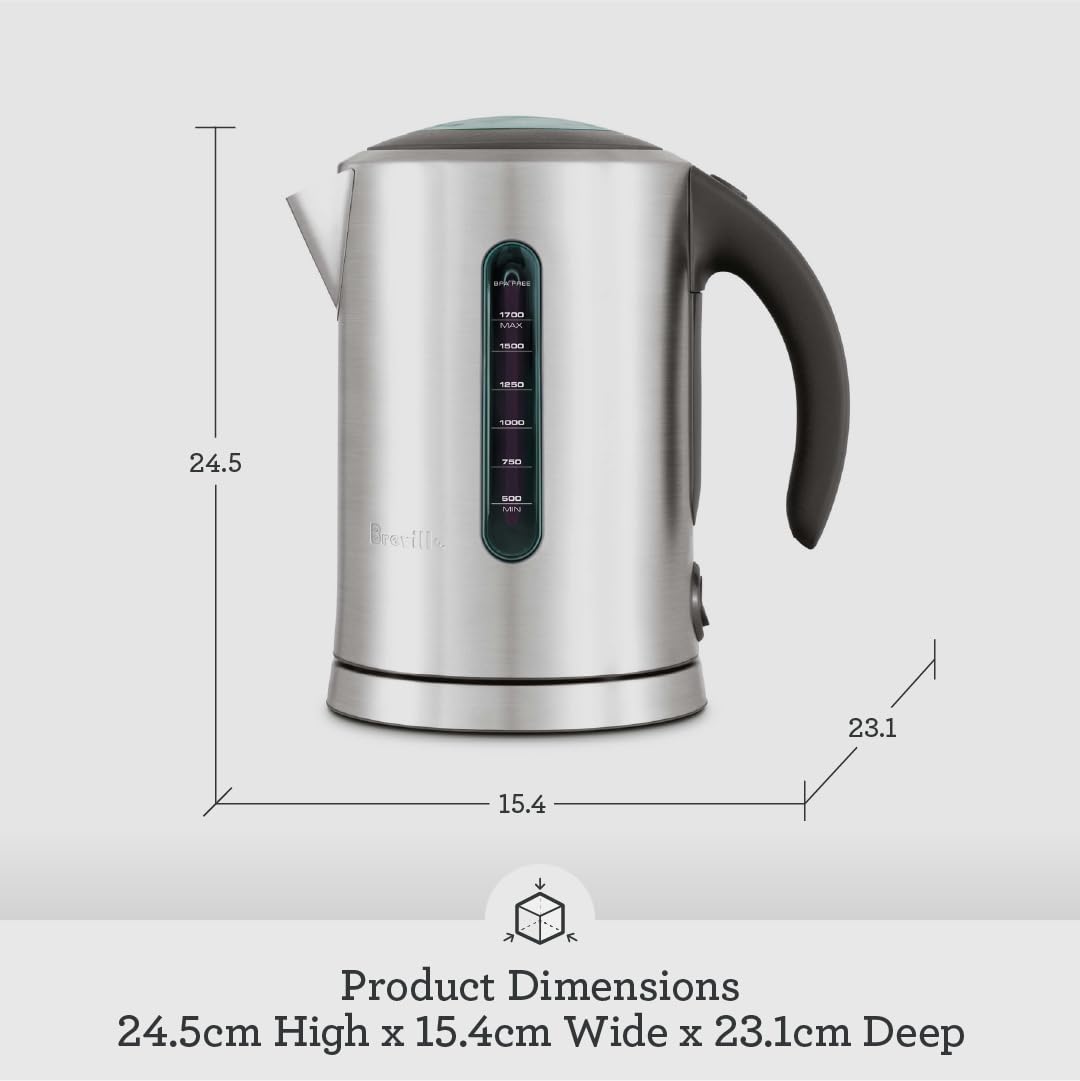 BPA FREE
1700
MAX
1500
1250
1000
750
500
MIN
Breville
24.5
23.1
15.4
Product Dimensions
24.5cm High x 15.4cm Wide x 23.1cm Deep